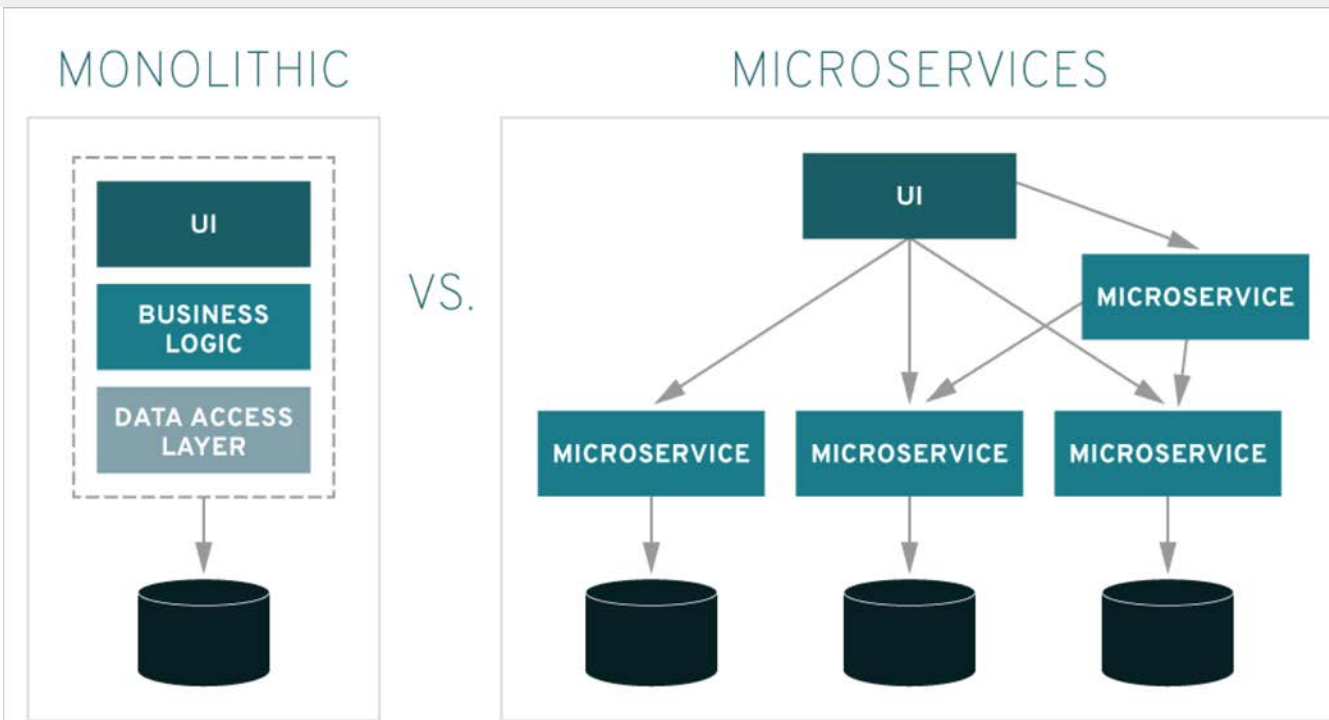 MONOLITHIC
UI
BUSINESS
LOGIC
DATA ACCESS
LAYER
VS.
MICROSERVICES
UI
MICROSERVICE
MICROSERVICE
MICROSERVICE
MICROSERVICE